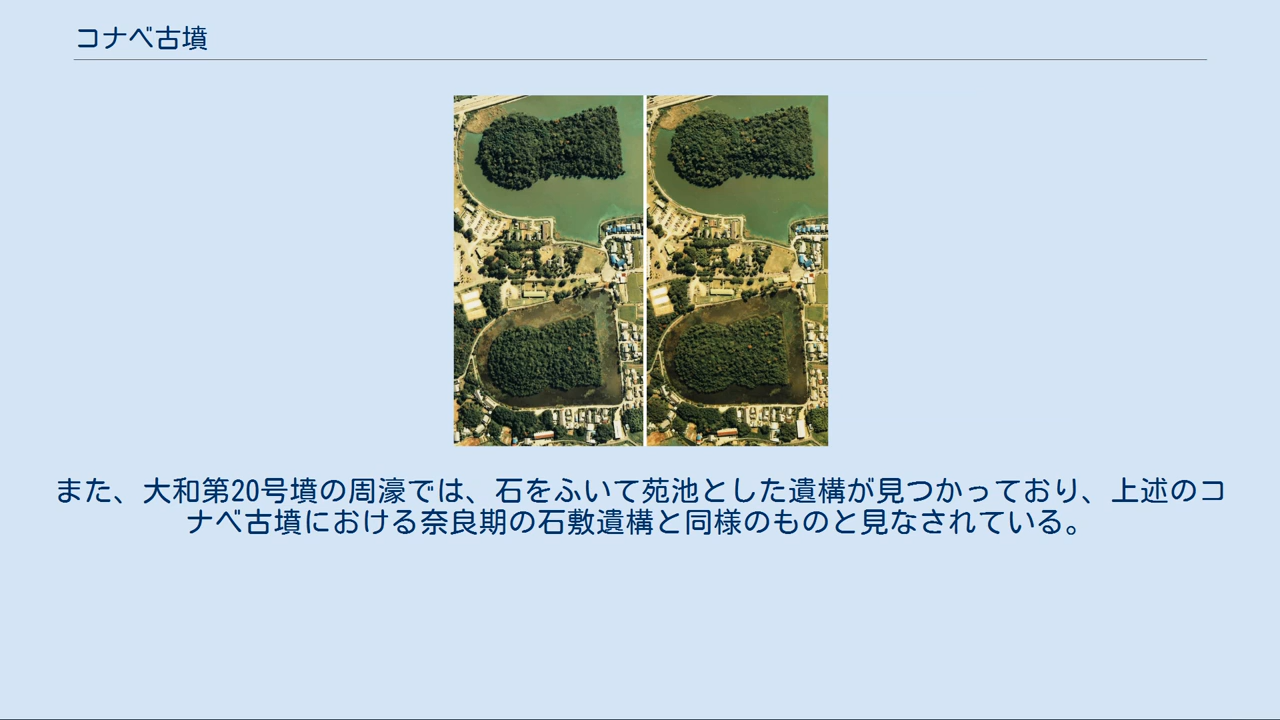 コナベ古墳
また、大和第20号墳の周濠では、石をふいて苑池とした遺構が見つかっており、上述のコ
ナベ古墳における奈良期の石敷遺構と同様のものと見なされている。